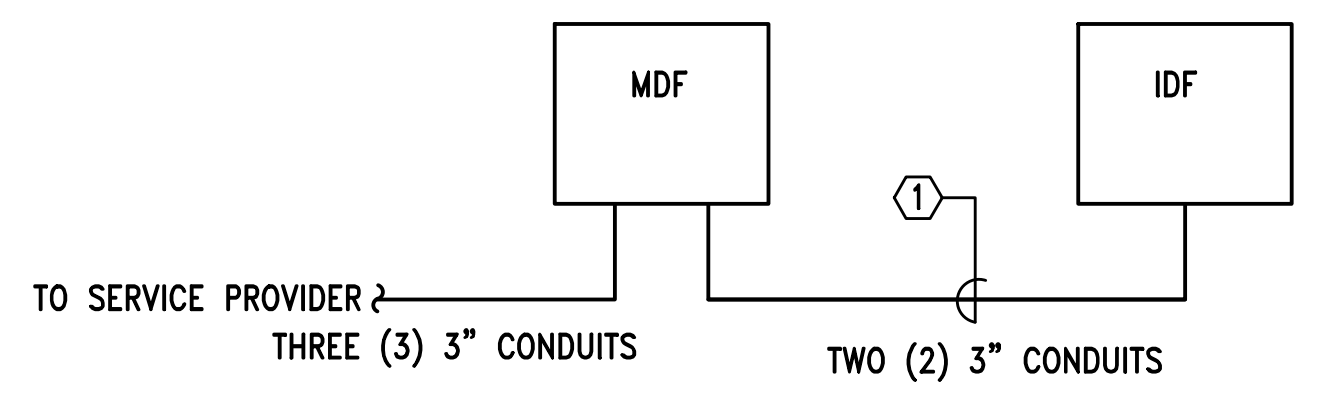 MDF
IDF
1
TO SERVICE PROVIDER
THREE (3) 3" CONDUITS
TWO (2) 3" CONDUITS